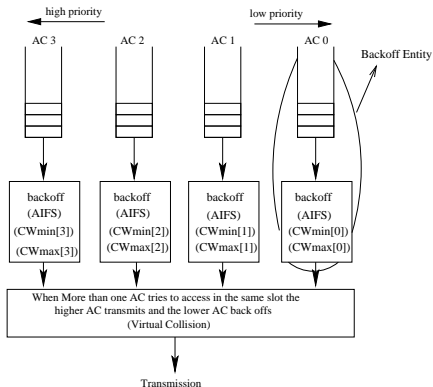 high priority
low priority
AC 3
AC 2
AC 1
AC 0
Backoff Entity
backoff
(AIFS)
(CWmin[3])
(CWmax[3])
backoff
(AIFS)
(CWmin[2])
(CWmax[2])
backoff
(AIFS)
(CWmin[1])
(CWmax[1])
backoff
(AIFS)
(CWmin[0])
(CWmax[0])
When More than one AC tries to access in the same slot the
higher AC transmits and the lower AC back offs
(Virtual Collision)
Transmission